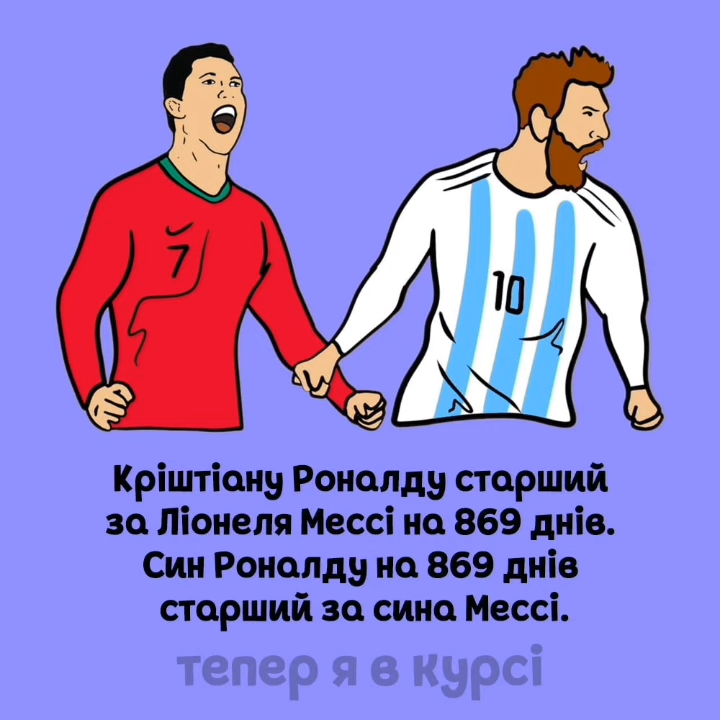 7
10
Кріштіану Роналду старший
за Ліонеля Мессі на 869 днів.
Син Роналду на 869 днів
старший за сина Мессі.
тепер я в курсі